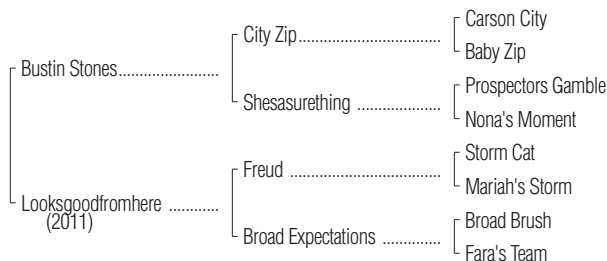 Carson City
City Zip
Baby Zip
Bustin Stones
Prospectors Gamble
Shesasurething
Nona's Moment
Storm Cat
Freud
Mariah's Storm
Looksgoodfromhere
(2011)
Broad Brush
Broad Expectations
Fara's Team